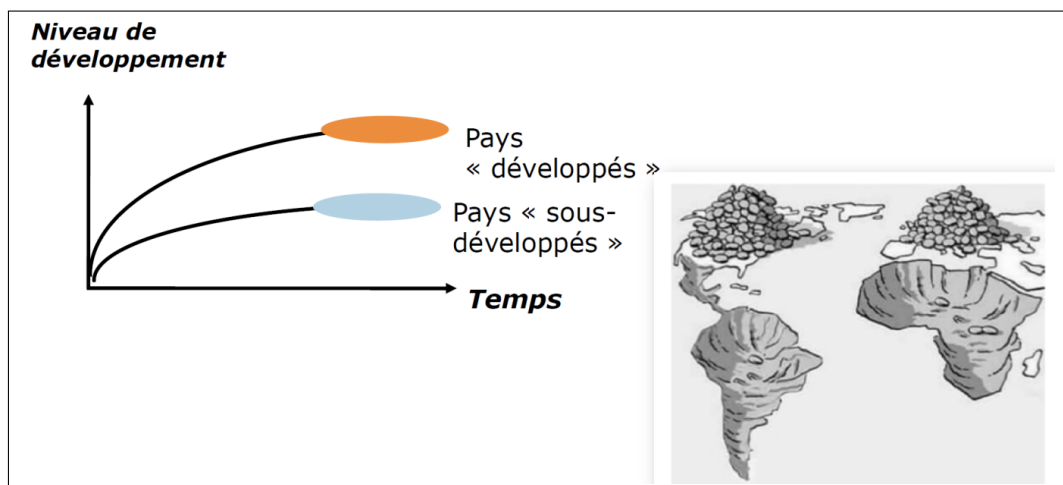 Niveau de
développement
Pays
« développés »
Pays « sous-
développés »
Temps